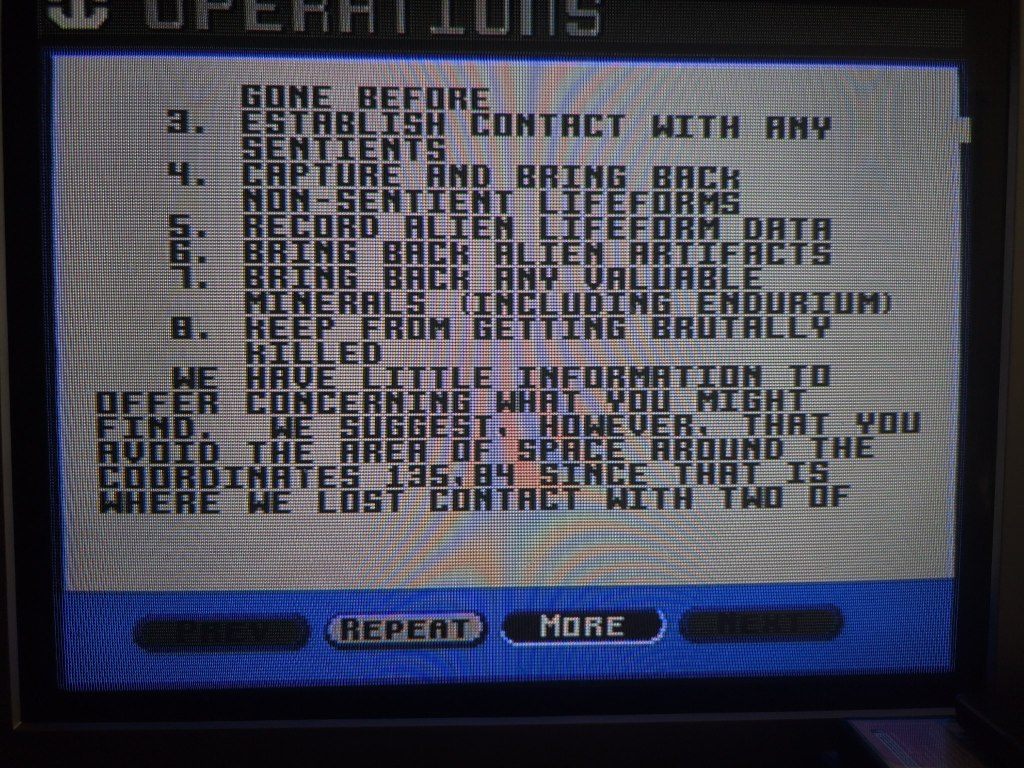 OPERATIONS
GONE BEFORE
3. ESTABLISH CONTACT WITH ANY
SENTIENTS
4. CAPTURE AND BRING BACK
NON-SENTIENT LIFEFORMS
5. RECORD ALIEN LIFEFORM DATA
6. BRING BACK ALIEN ARTIFACTS
7. BRING BACK ANY VALUABLE
MINERALS (INCLUDING ENDURIUM)
8. KEEP FROM GETTING BRUTALLY
KILLED
WE HAVE LITTLE INFORMATION TO
OFFER CONCERNING WHAT YOU MIGHT
FIND. WE SUGGEST, HOWEVER, THAT YOU
AVOID THE AREA OF SPACE AROUND THE
COORDINATES 135,84 SINCE THAT IS
WHERE WE LOST CONTACT WITH TWO OF
PREV REPEAT MORE NEXT